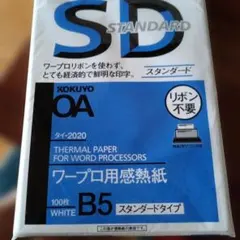 SD
STANDARD
ワープロリボンを使わず、
とても経済的で鮮明な印字。
スタンダード
KOKUYO
OA
リボン
不要
タイ-2020
THERMAL PAPER
FOR WORD PROCESSORS
ワープロ用感熱紙
100枚
WHITE
B5
スタンダードタイプ